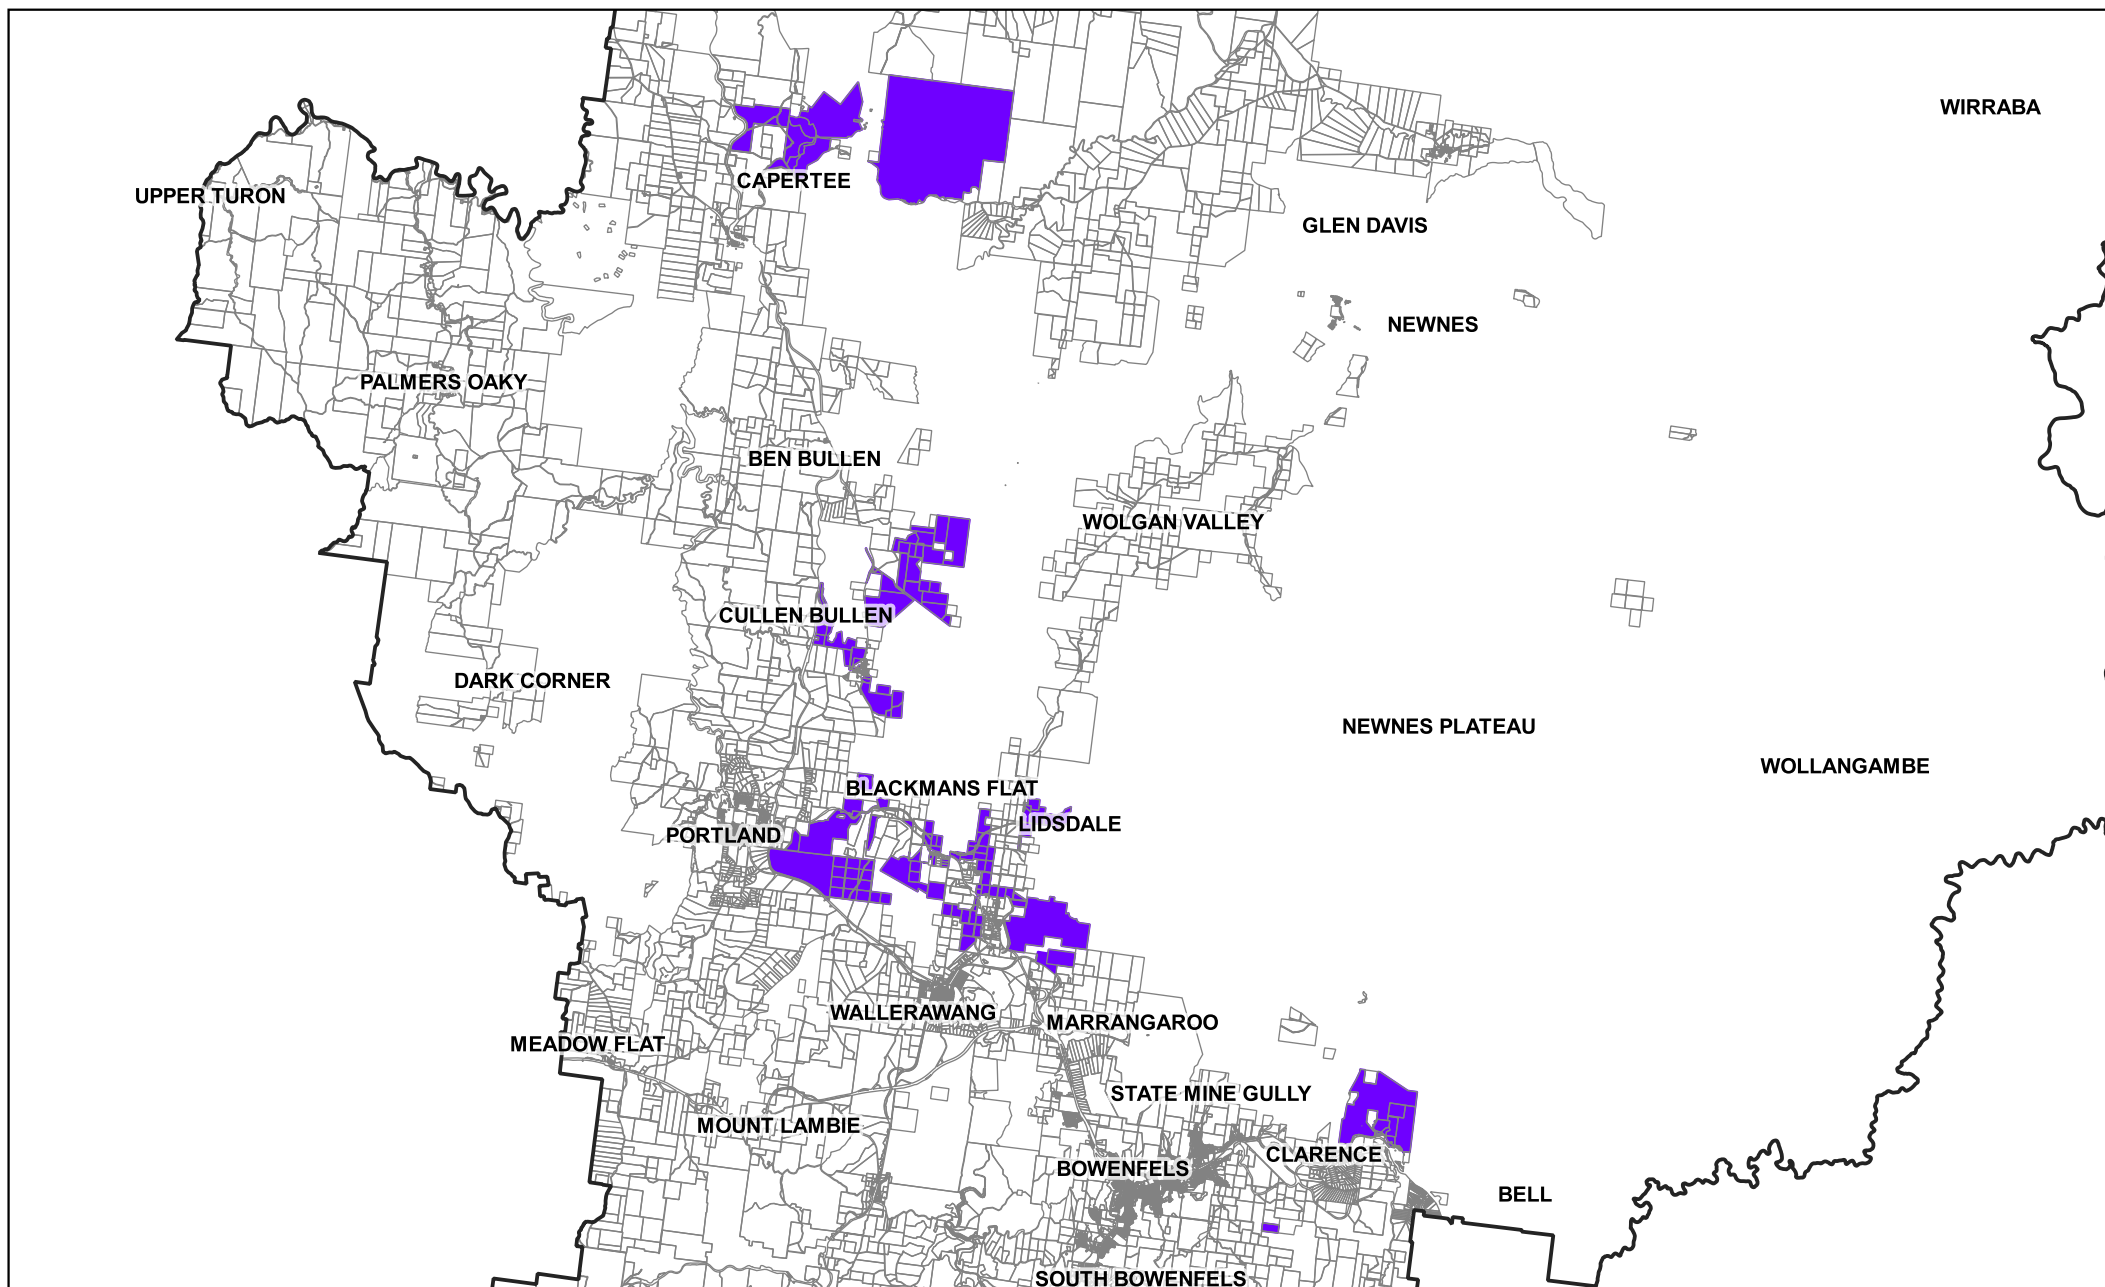 WIRRABA
CAPERTEE
UPPER TURON
GLEN DAVIS
NEWNES
PALMERS OAKY
BEN BULLEN
WOLGAN VALLEY
CULLEN BULLEN
DARK CORNER
NEWNES PLATEAU
WOLLANGAMBE
BLACKMANS FLAT
LIDSDALE
PORTLAND
WALLERAWANG
MARRANGAROO
MEADOW FLAT
STATE MINE GULLY
MOUNT LAMBIE
CLARENCE
BOWENFELS
BELL
SOUTH BOWENFELS